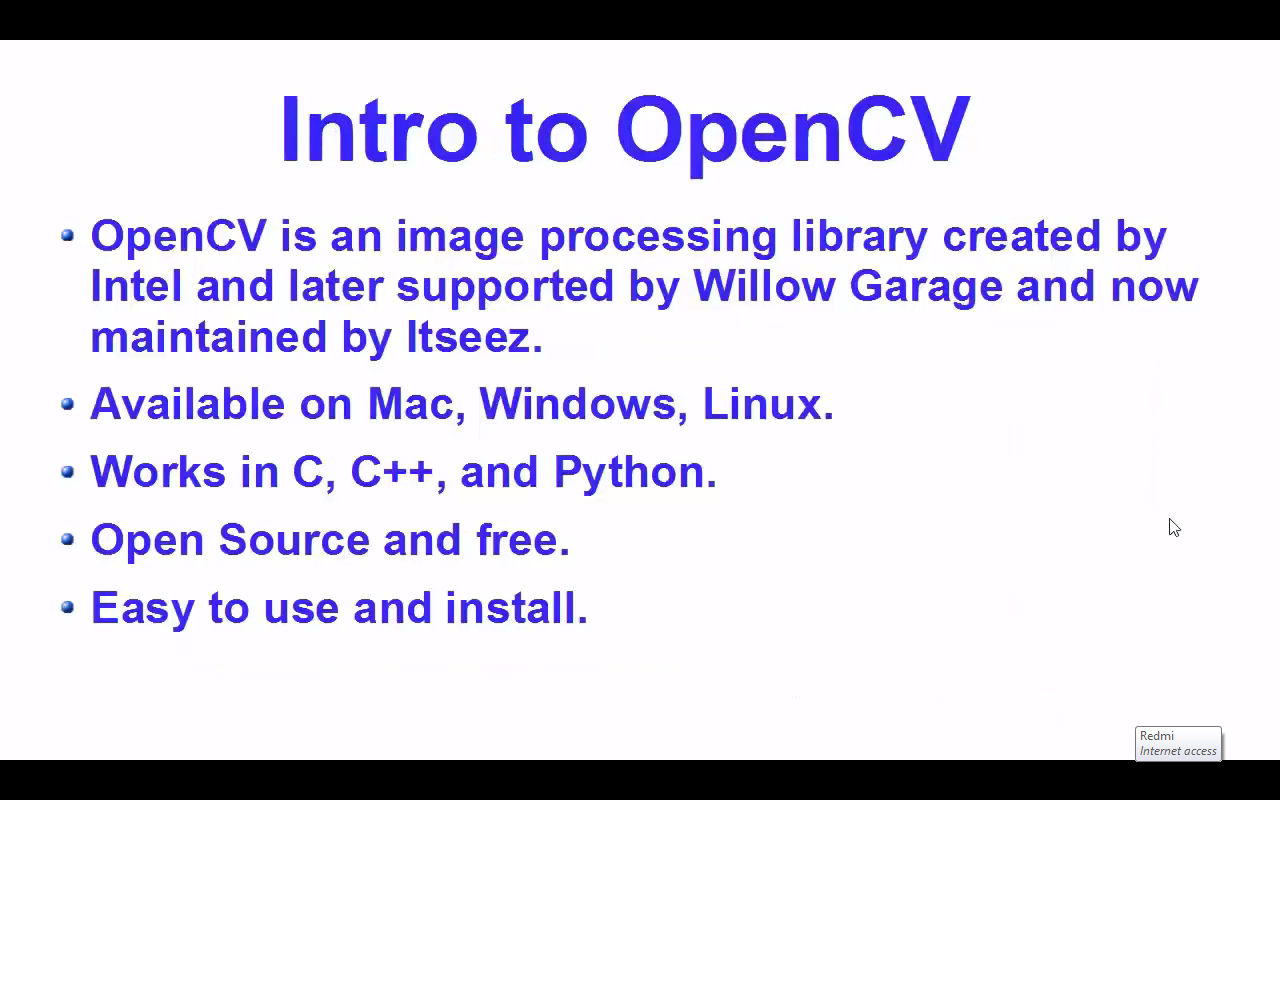 Intro to OpenCV
OpenCV is an image processing library created by
Intel and later supported by Willow Garage and now
maintained by Itseez.
Available on Mac, Windows, Linux.
Works in C, C++, and Python.
Open Source and free.
Easy to use and install.
Redmi
Internet access